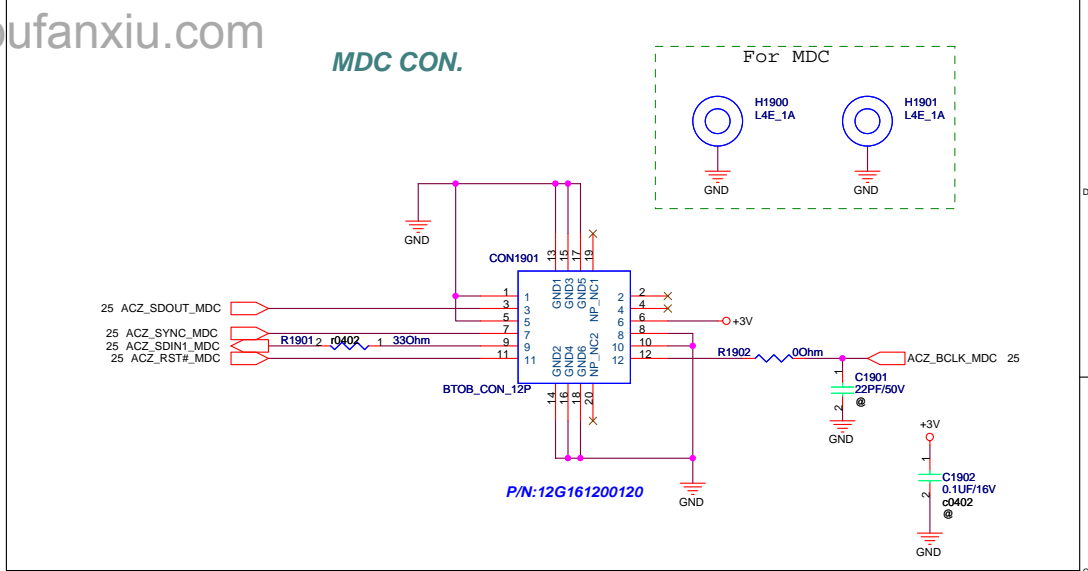 oufanxiu.com
MDC CON.
For MDC
H1900
L4E_1A
GND
H1901
L4E_1A
GND
GND
CON1901
13
15
17
19
GND1
GND3
GND5
NP_NC1
1 1
3 3
5 5
7 7
9 9
11 11
2 2
4 4
6 6
8 8
10 10
12 12
GND2
GND4
GND6
NP_NC2
14
16
18
20
BTOB_CON_12P
25 ACZ_SDOUT_MDC
25 ACZ_SYNC_MDC
25 ACZ_SDIN1_MDC
25 ACZ_RST#_MDC
R1901 2 r0402 1 33Ohm
+3V
R1902 0Ohm
ACZ_BCLK_MDC 25
1
C1901
22PF/50V
@
2
GND
P/N:12G161200120
GND
+3V
1
C1902
0.1UF/16V
c0402
@
2
GND